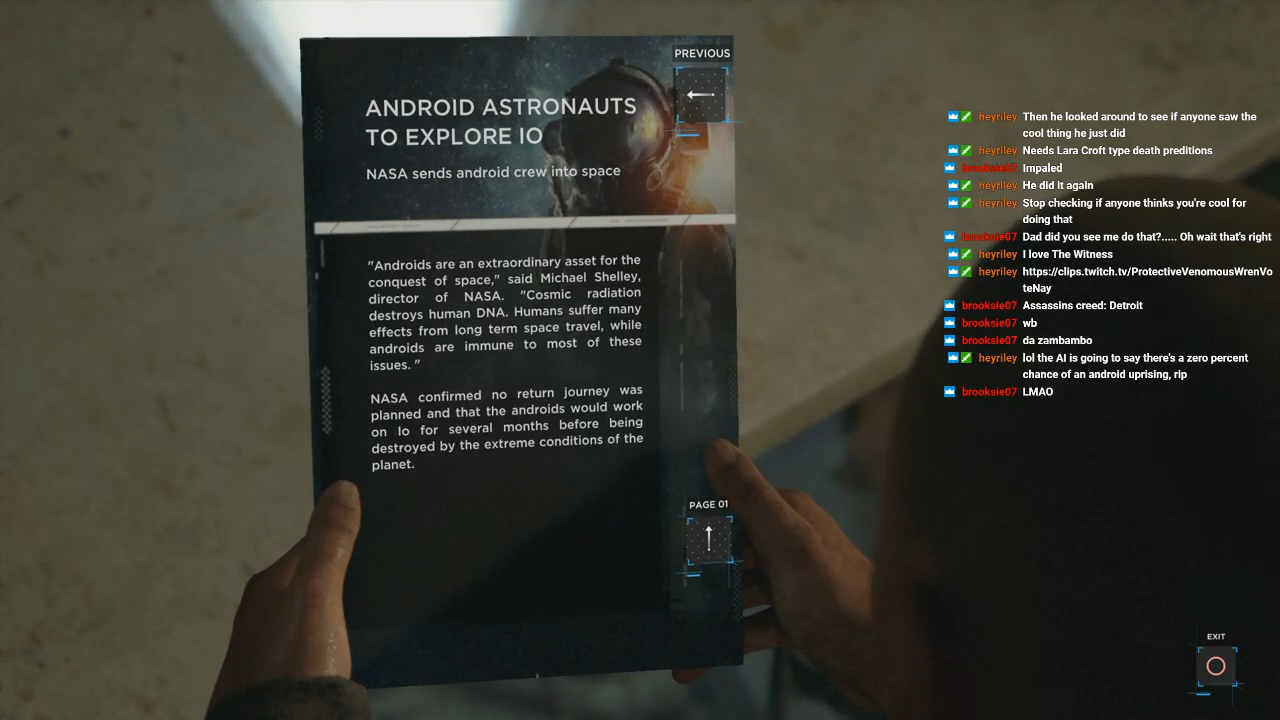 PREVIOUS
ANDROID ASTRONAUTS
TO EXPLORE IO
NASA sends android crew into space
"Androids are an extraordinary asset for the
conquest of space," said Michael Shelley,
director of NASA. "Cosmic radiation
destroys human DNA. Humans suffer many
effects from long term space travel, while
androids are immune to most of these
issues. "
NASA confirmed no return journey was
planned and that the androids would work
on Io for several months before being
destroyed by the extreme conditions of the
planet.
PAGE 01
heyriley Then he looked around to see if anyone saw the
cool thing he just did
heyriley Needs Lara Croft type death preditions
brooksie07 Impaled
heyriley He did it again
heyriley Stop checking if anyone thinks you're cool for
doing that
brooksie07 Dad did you see me do that?..... Oh wait that's right
heyriley I love The Witness
heyriley https://clips.twitch.tv/ProtectiveVenomousWrenVo
teNay
brooksie07 Assassins creed: Detroit
brooksie07 wb
brooksie07 da zambambo
heyriley lol the AI is going to say there's a zero percent
chance of an android uprising, rip
brooksie07 LMAO
EXIT